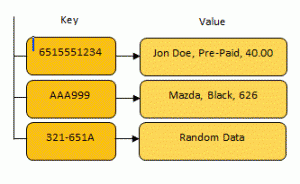 Key Value
6515551234 Jon Doe, Pre-Paid, 40.00
AAA999 Mazda, Black, 626
321-651A Random Data